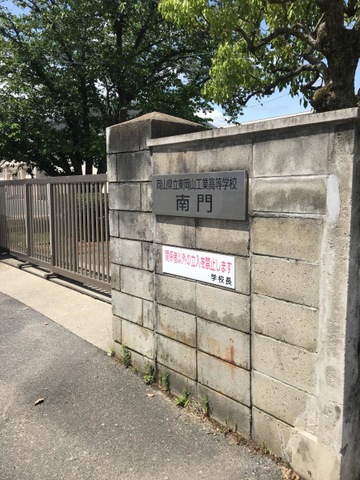 岡山県立東岡山工業高等学校
南門
関係者以外の立入を禁止します
学校長